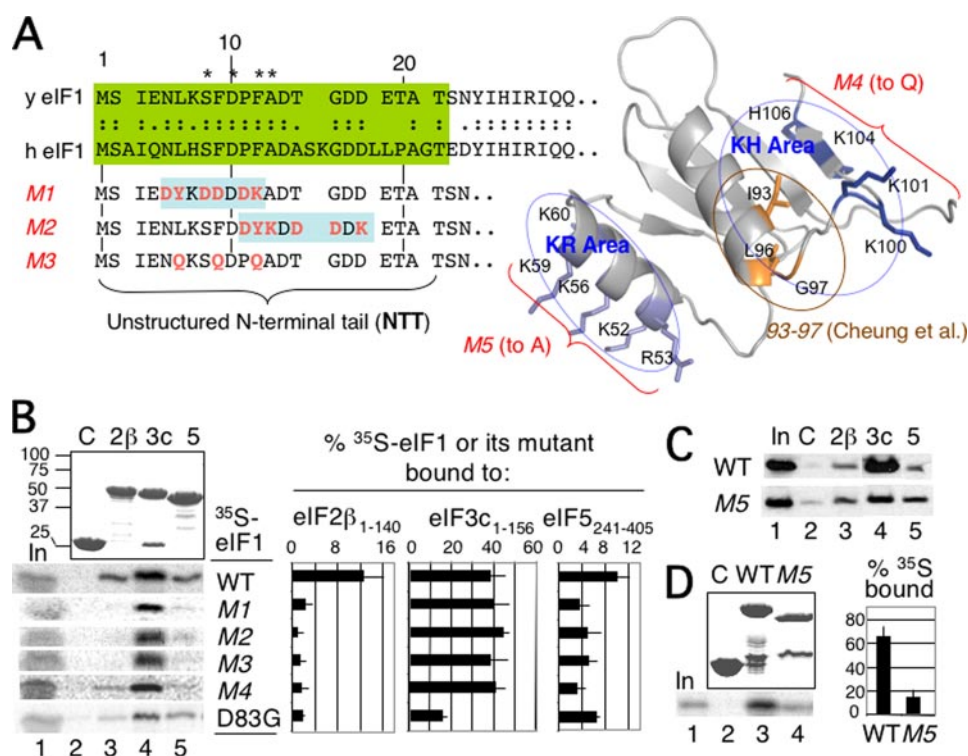 A
1 10 20
* * **
y eIF1 MS IENLKSFDPFADT GDD ETA TSNYIHIRIQQ..
:: :.::.:::::::. ::: : :: ::::::::
h eIF1 MSAIQNLHSFDPFADASKGDDLLPAGTEDYIHIRIQQ..
M1 MS IEDYKDDDDKADT GDD ETA TSN..
M2 MS IENLKSFDDYKDD DDK ETA TSN..
M3 MS IENQKSQDPQADT GDD ETA TSN..
Unstructured N-terminal tail (NTT)
M4 (to Q)
H106
KH Area
K104
K101
I93
K100
K60
KR Area
L96
K59
K56
G97
K52
R53
M5 (to A)
93-97 (Cheung et al.)
B
C 2β 3c 5
100
75
50
37
25
In
35S-
eIF1
WT
M1
M2
M3
M4
D83G
1 2 3 4 5
% 35S-eIF1 or its mutant
bound to:
eIF2β1-140 eIF3c1-156 eIF5241-405
0 4 8 12 16 0 20 40 60 0 4 8 12
C
In C 2β 3c 5
WT
M5
1 2 3 4 5
D
C WT M5
In
1 2 3 4
% 35S
bound
80
60
40
20
0
WT M5